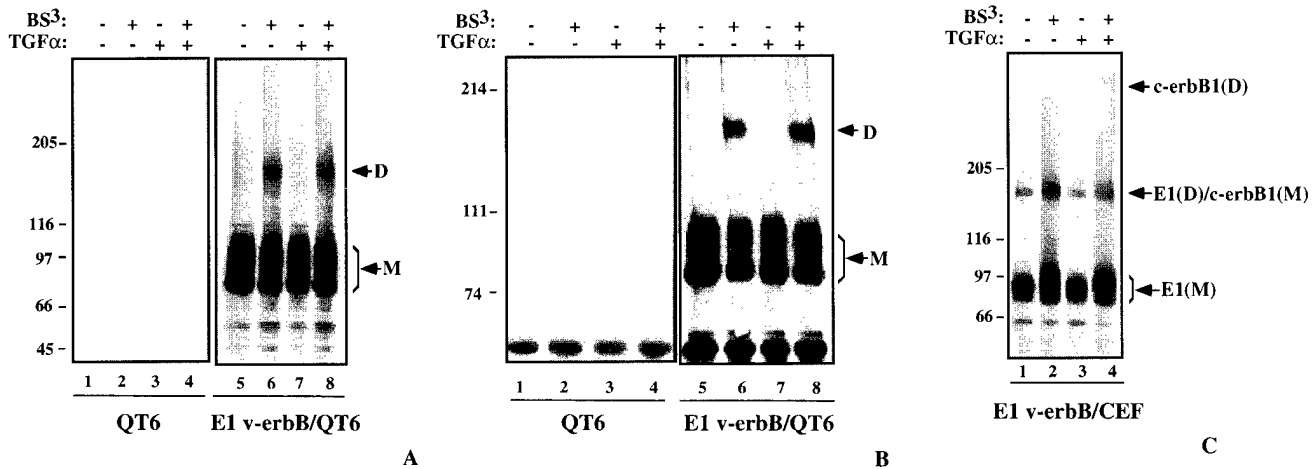 BS3: - + - + - + - +
TGFα: - - + + - - + +
205 –
116 –
97 –
66 –
45 –
D
M
1 2 3 4 5 6 7 8
QT6 E1 v-erbB/QT6
A
BS3: - + - + - + - +
TGFα: - - + + - - + +
214 –
111 –
74 –
D
M
1 2 3 4 5 6 7 8
QT6 E1 v-erbB/QT6
B
BS3: - + - +
TGFα: - - + +
c-erbB1(D)
205 –
E1(D)/c-erbB1(M)
116 –
97 –
E1(M)
66 –
1 2 3 4
E1 v-erbB/CEF
C